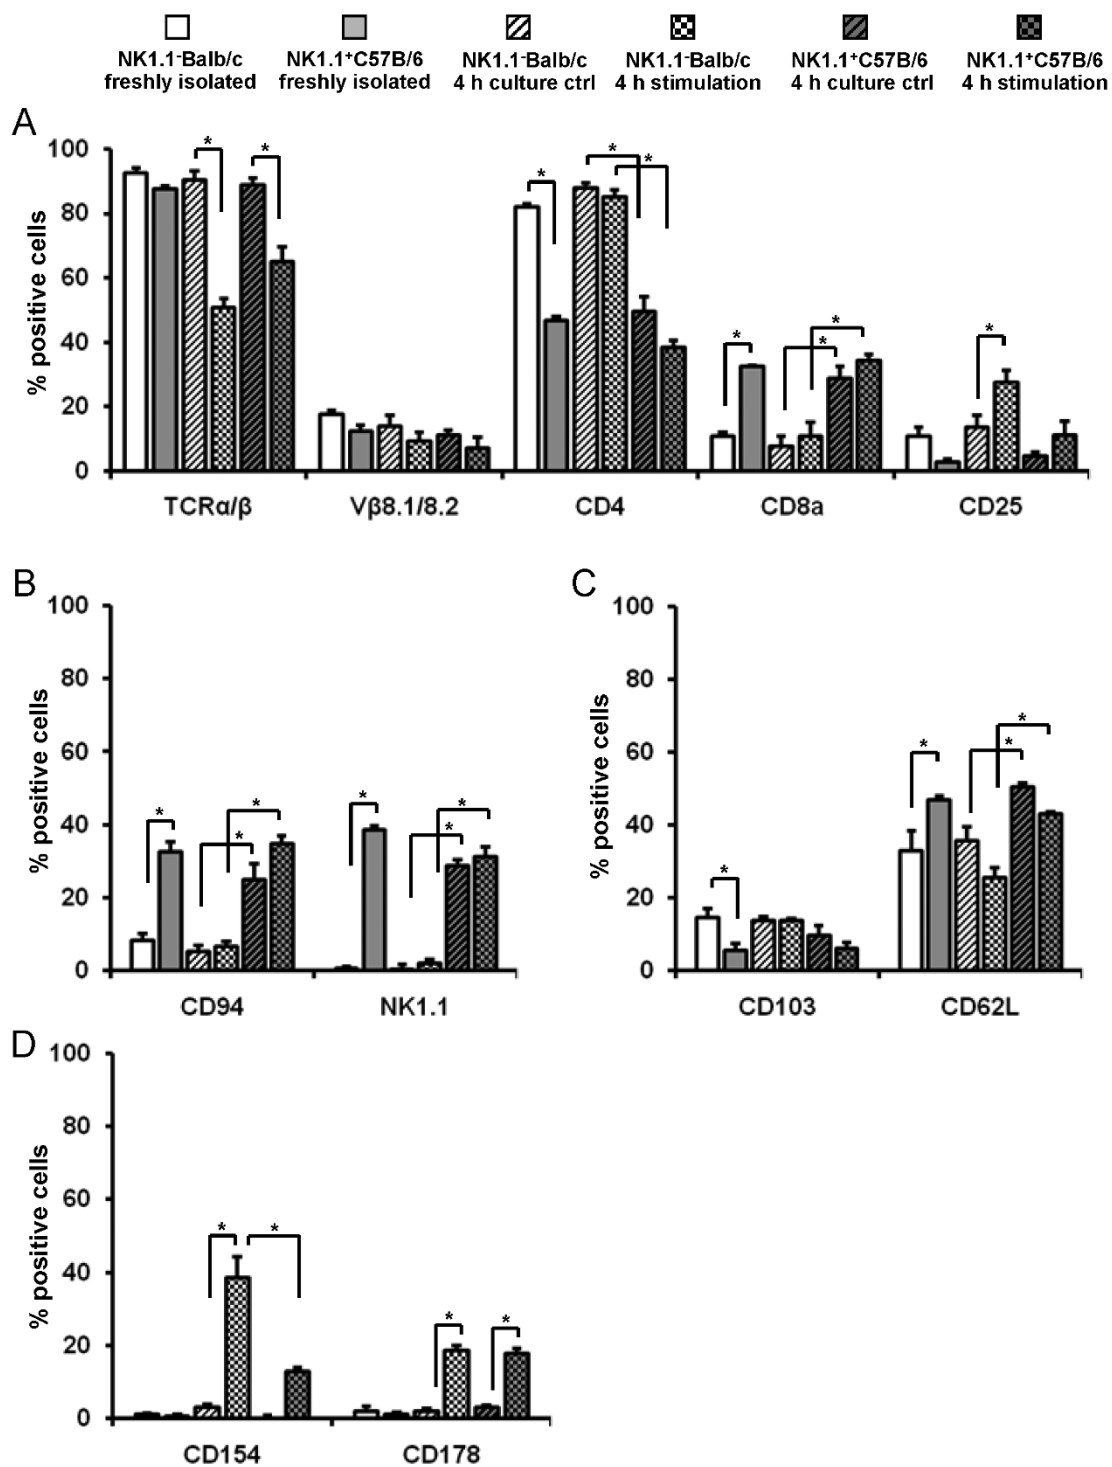 NK1.1⁻Balb/c NK1.1⁺C57B/6 NK1.1⁻Balb/c NK1.1⁻Balb/c NK1.1⁺C57B/6 NK1.1⁺C57B/6
freshly isolated freshly isolated 4 h culture ctrl 4 h stimulation 4 h culture ctrl 4 h stimulation
A
% positive cells
100
80
60
40
20
0
* * * * * * * * *
TCRα/β Vβ8.1/8.2 CD4 CD8a CD25
B
% positive cells
100
80
60
40
20
0
* * * * * *
CD94 NK1.1
C
% positive cells
100
80
60
40
20
0
* * * *
CD103 CD62L
D
% positive cells
100
80
60
40
20
0
* * * *
CD154 CD178